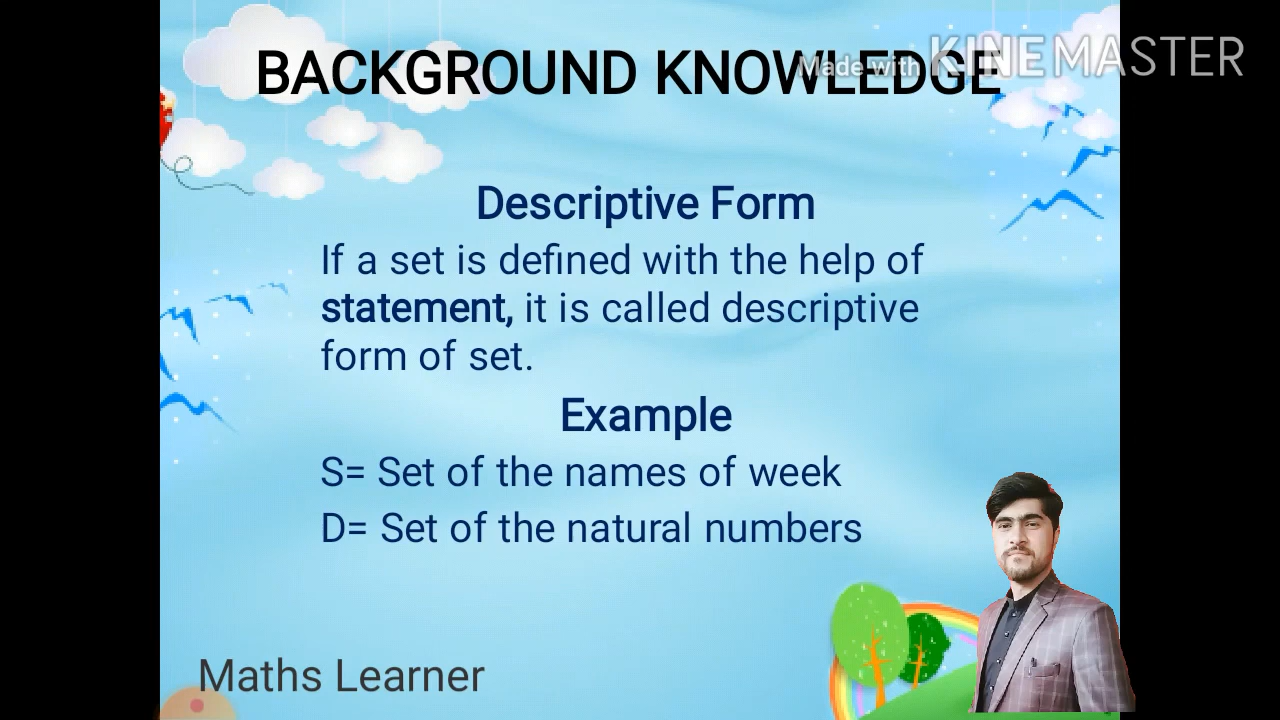 BACKGROUND KNOWLEDGE
Made with KINEMASTER
Descriptive Form
If a set is defined with the help of
statement, it is called descriptive
form of set.
Example
S= Set of the names of week
D= Set of the natural numbers
Maths Learner